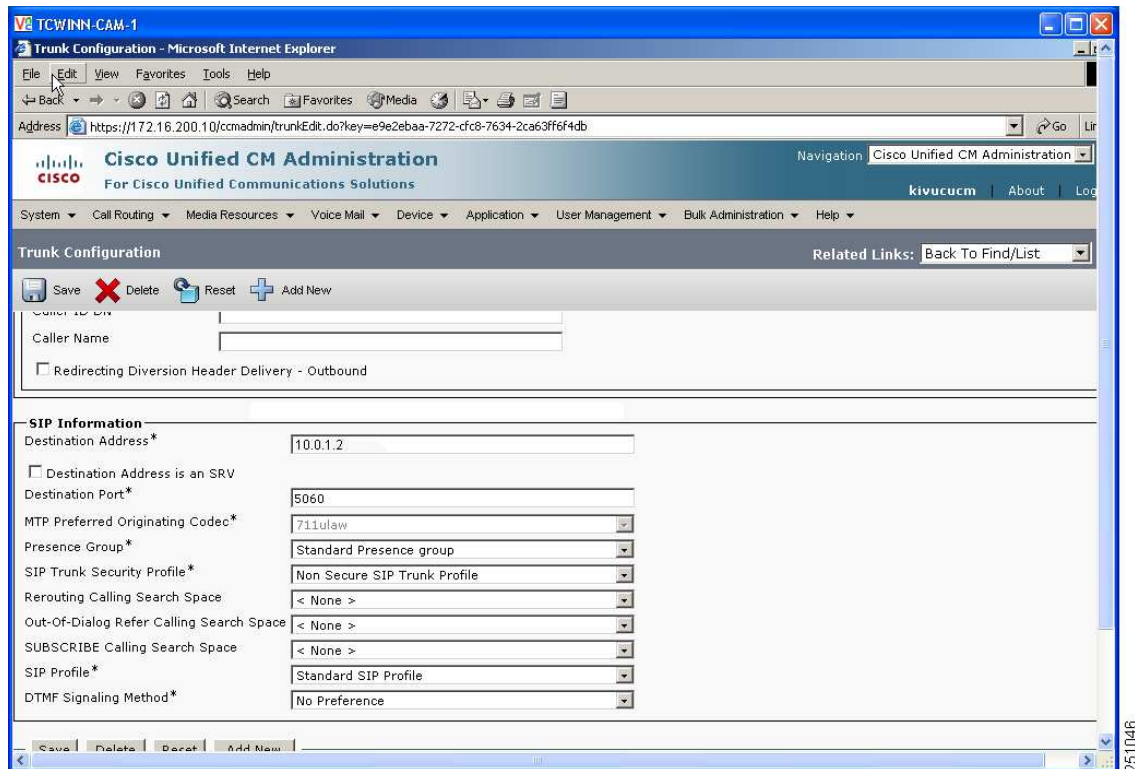 TCWINN-CAM-1
Trunk Configuration - Microsoft Internet Explorer
File Edit View Favorites Tools Help
Back Search Favorites Media
Address https://172.16.200.10/ccmadmin/trunkEdit.do?key=e9e2ebaa-7272-cfc8-7634-2ca63ff6f4db Go
CISCO Cisco Unified CM Administration Navigation Cisco Unified CM Administration
For Cisco Unified Communications Solutions kivucucm About Log
System Call Routing Media Resources Voice Mail Device Application User Management Bulk Administration Help
Trunk Configuration Related Links: Back To Find/List
Save Delete Reset Add New
Caller ID DN
Caller Name
Redirecting Diversion Header Delivery - Outbound
SIP Information
Destination Address* 10.0.1.2
Destination Address is an SRV
Destination Port* 5060
MTP Preferred Originating Codec* 711ulaw
Presence Group* Standard Presence group
SIP Trunk Security Profile* Non Secure SIP Trunk Profile
Rerouting Calling Search Space < None >
Out-Of-Dialog Refer Calling Search Space < None >
SUBSCRIBE Calling Search Space < None >
SIP Profile* Standard SIP Profile
DTMF Signaling Method* No Preference
Save Delete Reset Add New
251046